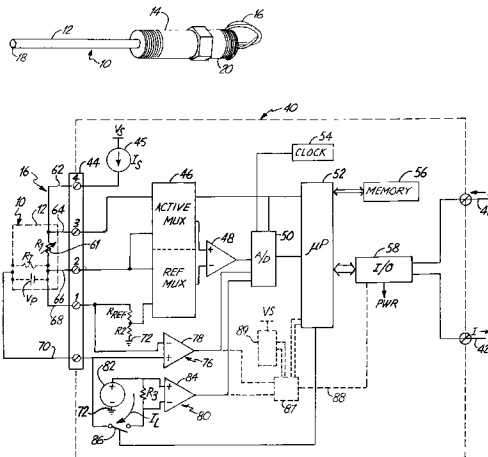 12
14
16
18
10
20
40
54
CLOCK
VS
45
IS
46
52
56
16
62
44
4
ACTIVE
MUX
48
50
µP
MEMORY
10
12
64
3
58
R1
61
A/D
I/O
RI
2
REF
MUX
VP
66
1
PWR
68
RREF
R2
72
78
VS
89
I
42
70
76
82
84
87
88
72
R3
80
IL
86